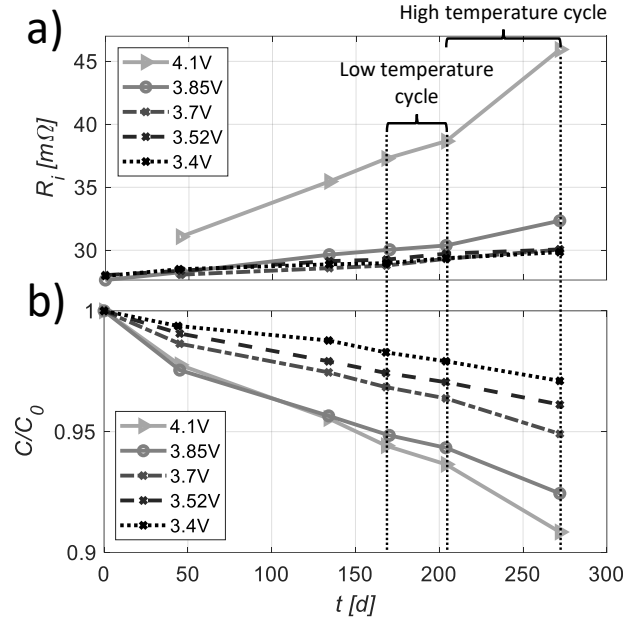 High temperature cycle
a)
Low temperature
cycle
45
40
35
30
R_i [mΩ]
4.1V
3.85V
3.7V
3.52V
3.4V
b)
1
0.95
0.9
C/C_0
4.1V
3.85V
3.7V
3.52V
3.4V
0 50 100 150 200 250 300
t [d]